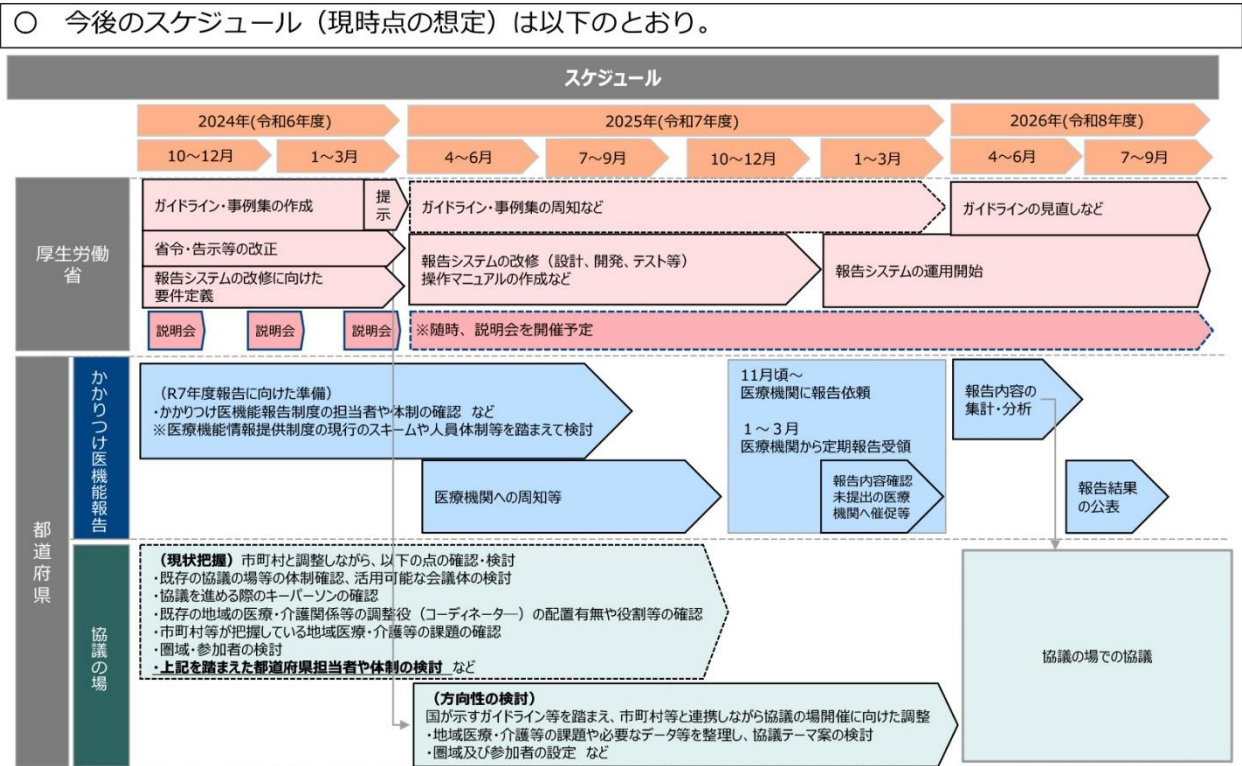 ○　今後のスケジュール（現時点の想定）は以下のとおり。
スケジュール
2024年(令和6年度)
2025年(令和7年度)
2026年(令和8年度)
10～12月
1～3月
4～6月
7～9月
10～12月
1～3月
4～6月
7～9月
厚生労働
省
ガイドライン・事例集の作成
提
示
ガイドライン・事例集の周知など
ガイドラインの見直しなど
省令・告示等の改正
報告システムの改修に向けた
要件定義
報告システムの改修（設計、開発、テスト等）
操作マニュアルの作成など
報告システムの運用開始
説明会
説明会
説明会
※随時、説明会を開催予定
都道府県
かかりつけ医機能報告
（R7年度報告に向けた準備）
・かかりつけ医機能報告制度の担当者や体制の確認 など
※医療機能情報提供制度の現行のスキームや人員体制等を踏まえて検討
医療機関への周知等
11月頃～
医療機関に報告依頼
１～３月
医療機関から定期報告受領
報告内容確認
未提出の医療
機関へ催促等
報告内容の
集計・分析
報告結果
の公表
協議の場
（現状把握）市町村と調整しながら、以下の点の確認・検討
・既存の協議の場等の体制確認、活用可能な会議体の検討
・協議を進める際のキーパーソンの確認
・既存の地域の医療・介護関係等の調整役（コーディネーター）の配置有無や役割等の確認
・市町村等が把握している地域医療・介護等の課題の確認
・圏域・参加者の検討
・上記を踏まえた都道府県担当者や体制の検討 など
（方向性の検討）
国が示すガイドライン等を踏まえ、市町村等と連携しながら協議の場開催に向けた調整
・地域医療・介護等の課題や必要なデータ等を整理し、協議テーマ案の検討
・圏域及び参加者の設定 など
協議の場での協議